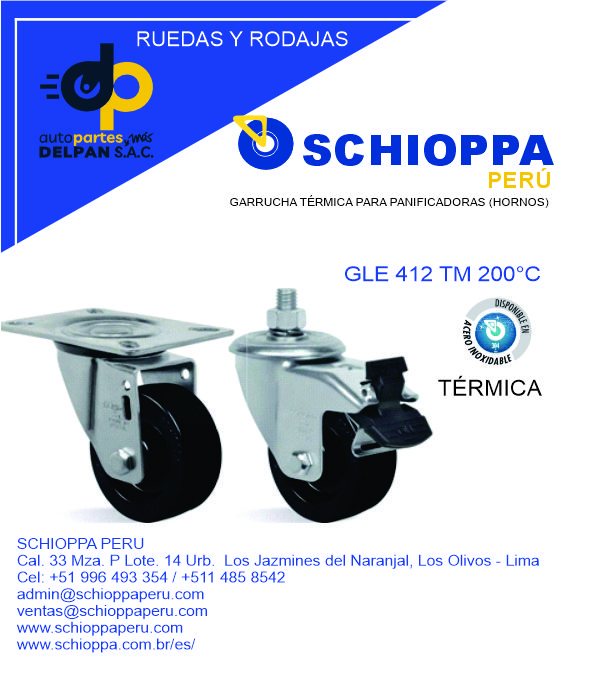 RUEDAS Y RODAJAS
dp
autopartes y más
DELPAN S.A.C.
SCHIOPPA
PERÚ
GARRUCHA TÉRMICA PARA PANIFICADORAS (HORNOS)
GLE 412 TM 200°C
DISPONIBLE EN
ACERO INOXIDABLE
304
TÉRMICA
SCHIOPPA PERU
Cal. 33 Mza. P Lote. 14 Urb.  Los Jazmines del Naranjal, Los Olivos - Lima
Cel: +51 996 493 354 / +511 485 8542
admin@schioppaperu.com
ventas@schioppaperu.com
www.schioppaperu.com
www.schioppa.com.br/es/